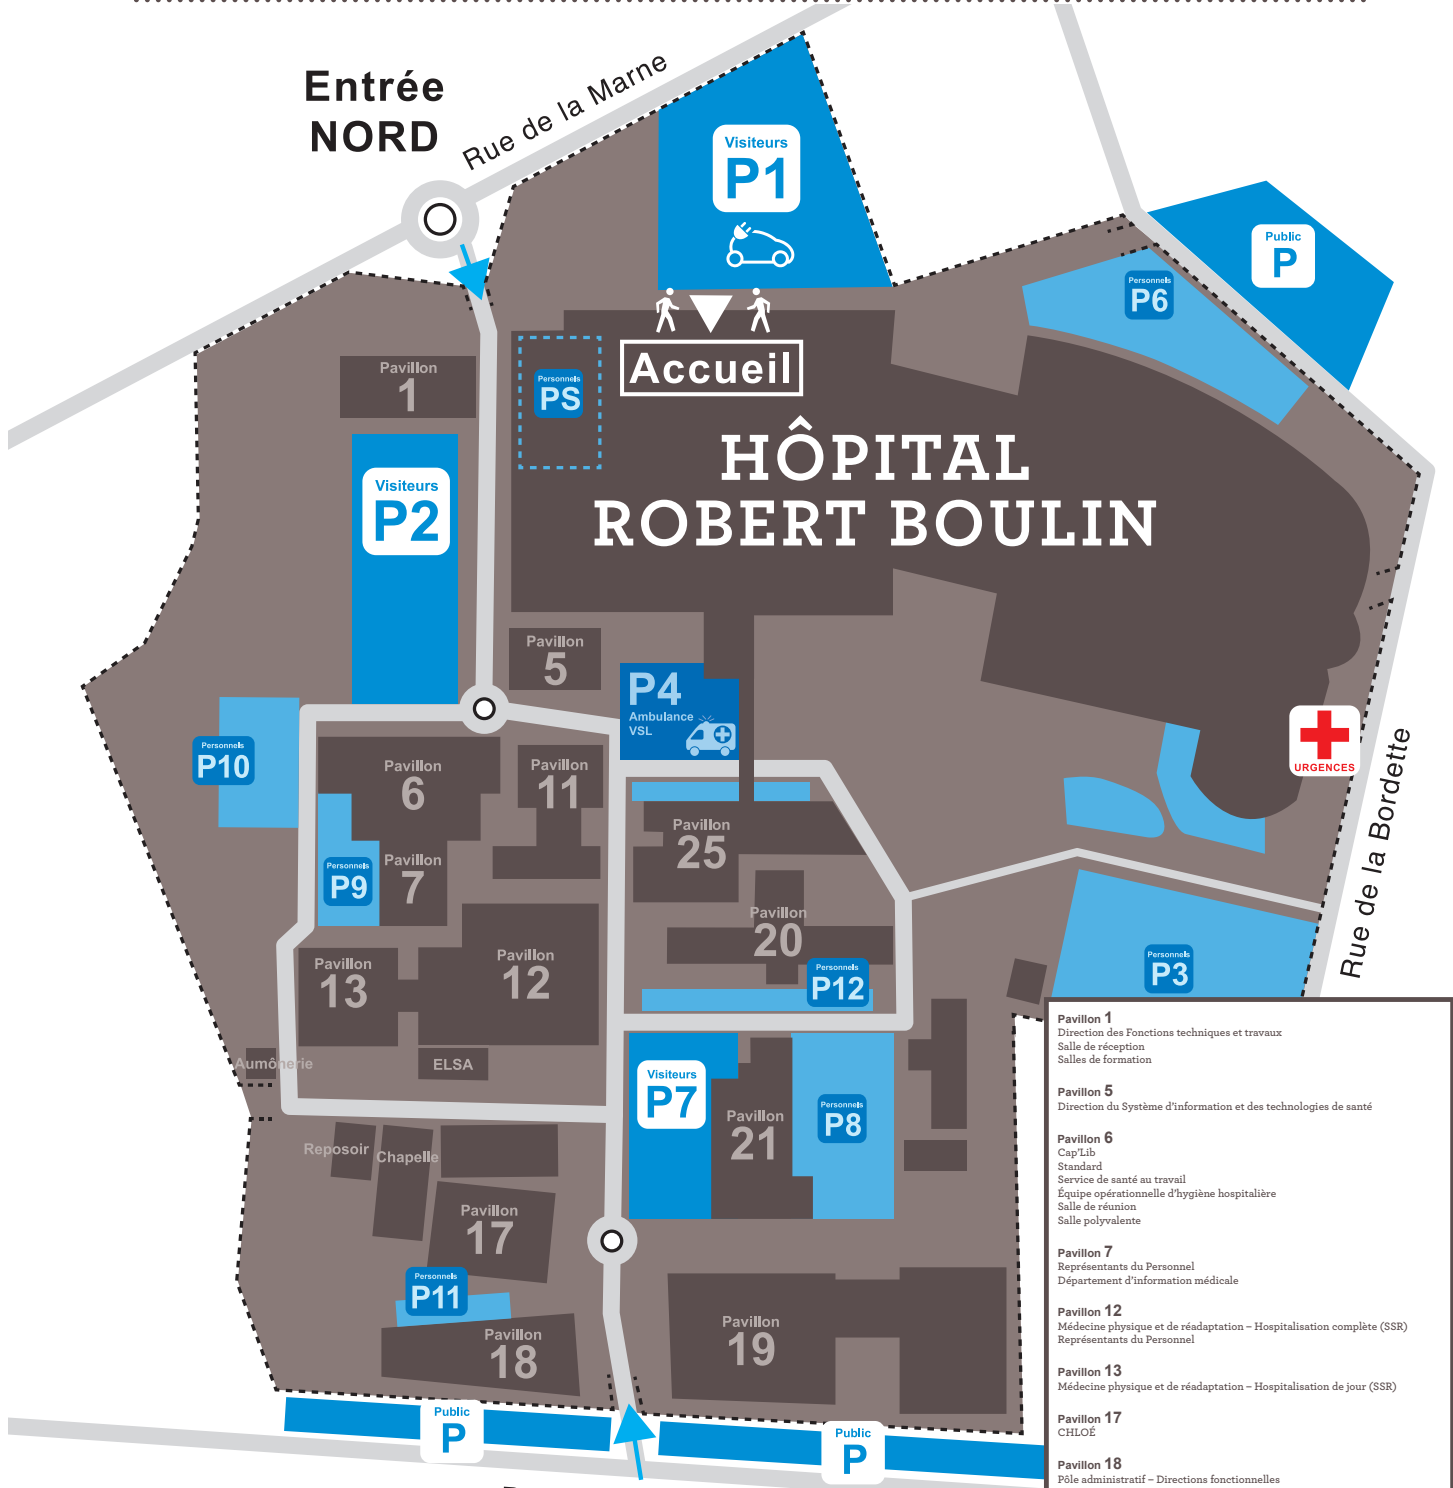 Entrée
NORD
Rue de la Marne
Visiteurs
P1
Public
P
Personnels
P6
Accueil
Pavillon
1
Personnels
PS
HÔPITAL
ROBERT BOULIN
Visiteurs
P2
Pavillon
5
P4
Ambulance
VSL
URGENCES
Rue de la Bordette
Personnels
P10
Pavillon
6
Pavillon
11
Pavillon
25
Personnels
P9
Pavillon
7
Pavillon
20
Pavillon
13
Pavillon
12
Personnels
P12
Personnels
P3
Aumônerie
ELSA
Visiteurs
P7
Pavillon
21
Personnels
P8
Reposoir
Chapelle
Pavillon
17
Personnels
P11
Pavillon
18
Pavillon
19
Public
P
Public
P
Pavillon 1
Direction des Fonctions techniques et travaux
Salle de réception
Salles de formation
Pavillon 5
Direction du Système d'information et des technologies de santé
Pavillon 6
Cap'Lib
Standard
Service de santé au travail
Équipe opérationnelle d'hygiène hospitalière
Salle de réunion
Salle polyvalente
Pavillon 7
Représentants du Personnel
Département d'information médicale
Pavillon 12
Médecine physique et de réadaptation – Hospitalisation complète (SSR)
Représentants du Personnel
Pavillon 13
Médecine physique et de réadaptation – Hospitalisation de jour (SSR)
Pavillon 17
CHLOÉ
Pavillon 18
Pôle administratif – Directions fonctionnelles